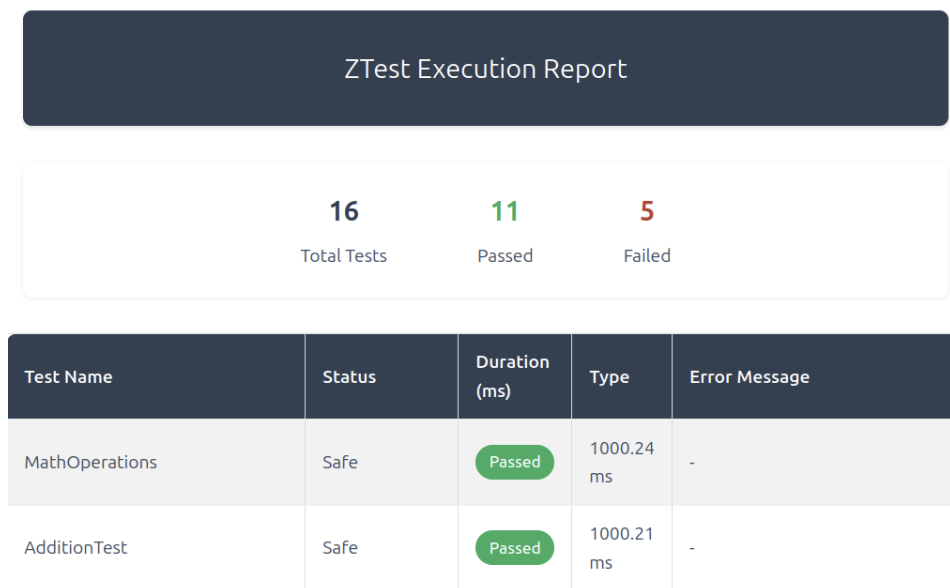 ZTest Execution Report
16 11 5
Total Tests Passed Failed
Test Name Status Duration (ms) Type Error Message
MathOperations Safe Passed 1000.24 ms -
AdditionTest Safe Passed 1000.21 ms -